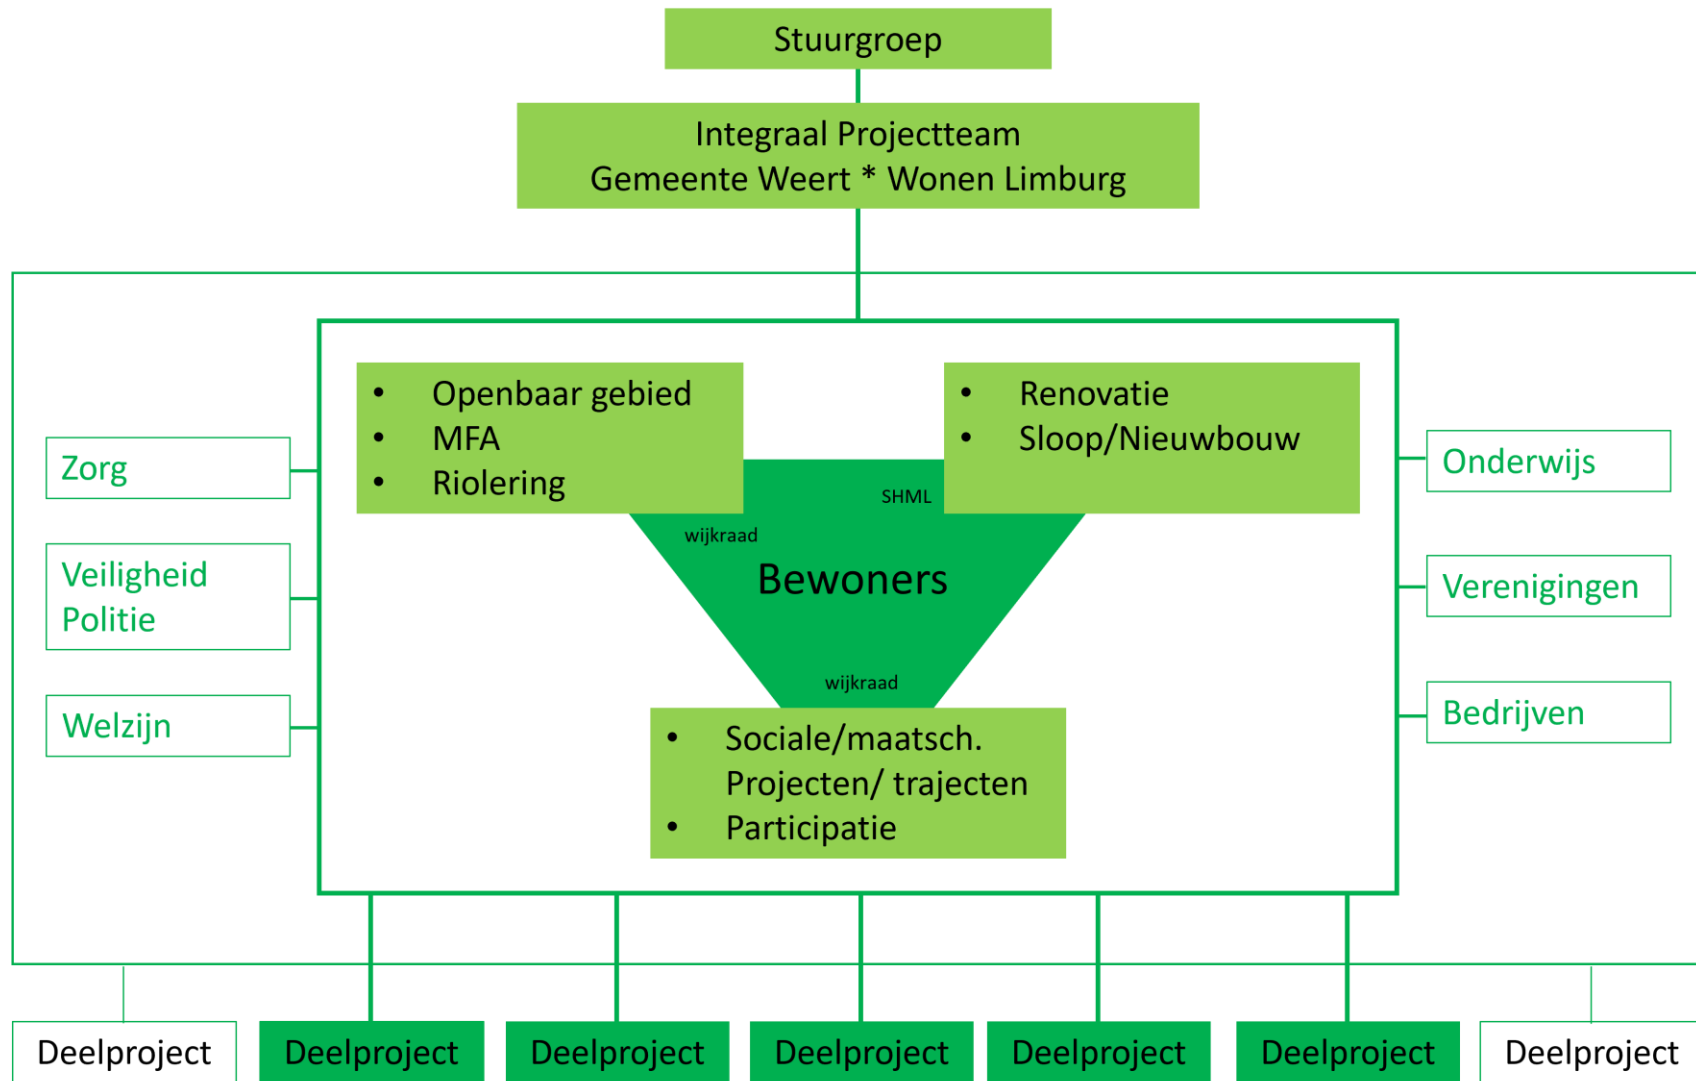 Stuurgroep
Integraal Projectteam
Gemeente Weert * Wonen Limburg
• Openbaar gebied
• MFA
• Riolering
• Renovatie
• Sloop/Nieuwbouw
Zorg
Veiligheid
Politie
Welzijn
SHML
wijkraad
Bewoners
wijkraad
• Sociale/maatsch.
Projecten/ trajecten
• Participatie
Onderwijs
Verenigingen
Bedrijven
Deelproject
Deelproject
Deelproject
Deelproject
Deelproject
Deelproject
Deelproject